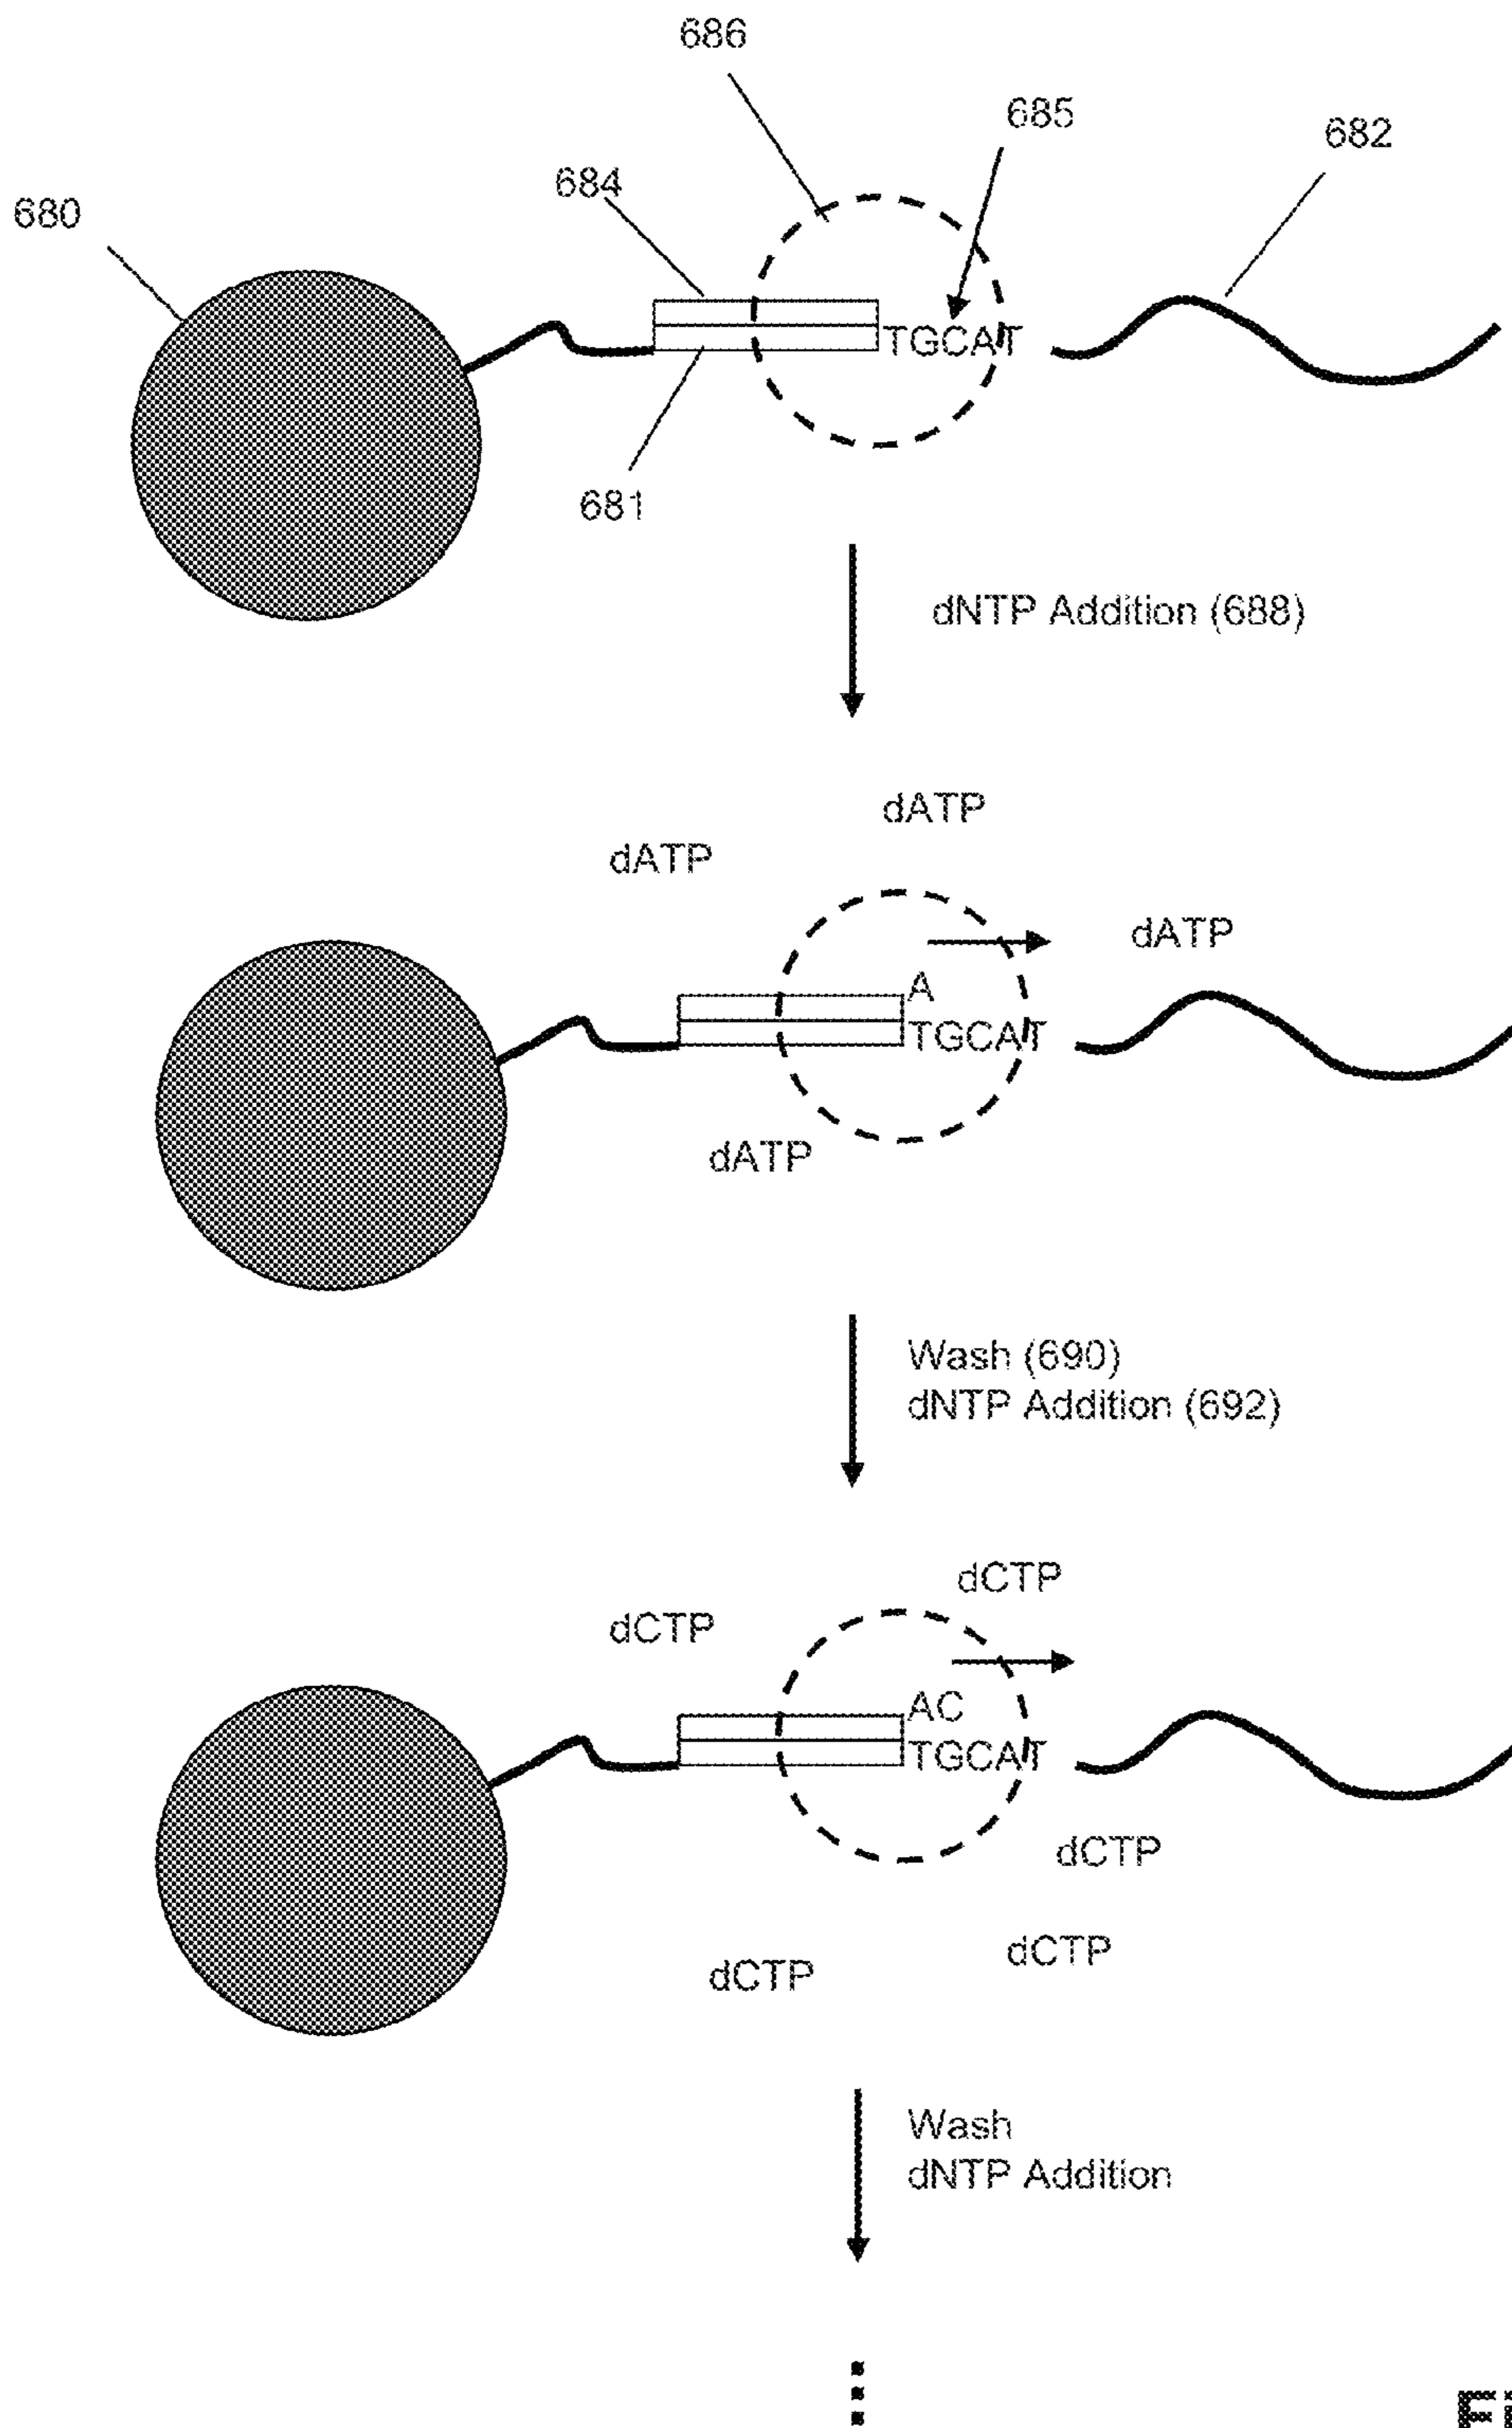 686
685
682
684
680
TGCAT
681
dNTP Addition (688)
dATP
dATP
dATP
A
TGCAT
dATP
Wash (690)
dNTP Addition (692)
dCTP
dCTP
AC
TGCAT
dCTP
dCTP
dCTP
Wash
dNTP Addition